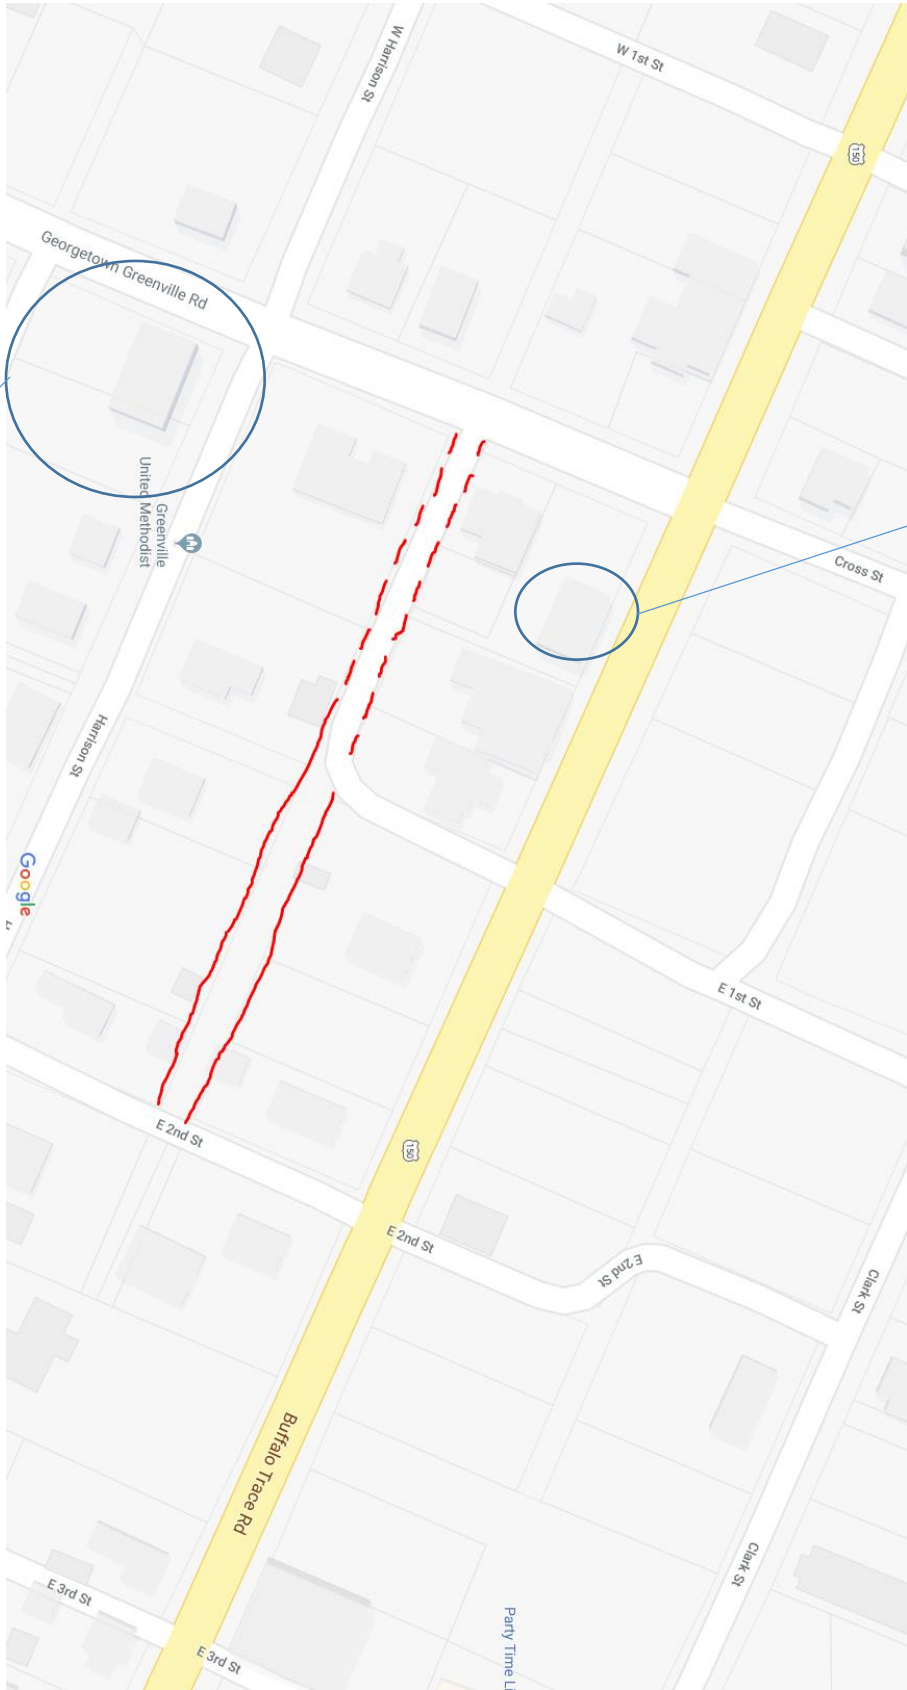 W Harrison St
W 1st St
150
Georgetown Greenville Rd
Greenville
United Methodist
Cross St
Harrison St
Google
E 1st St
E 2nd St
150
E 2nd St
E 2nd St
Clark St
Buffalo Trace Rd
Clark St
E 3rd St
Party Time Li
E 3rd St